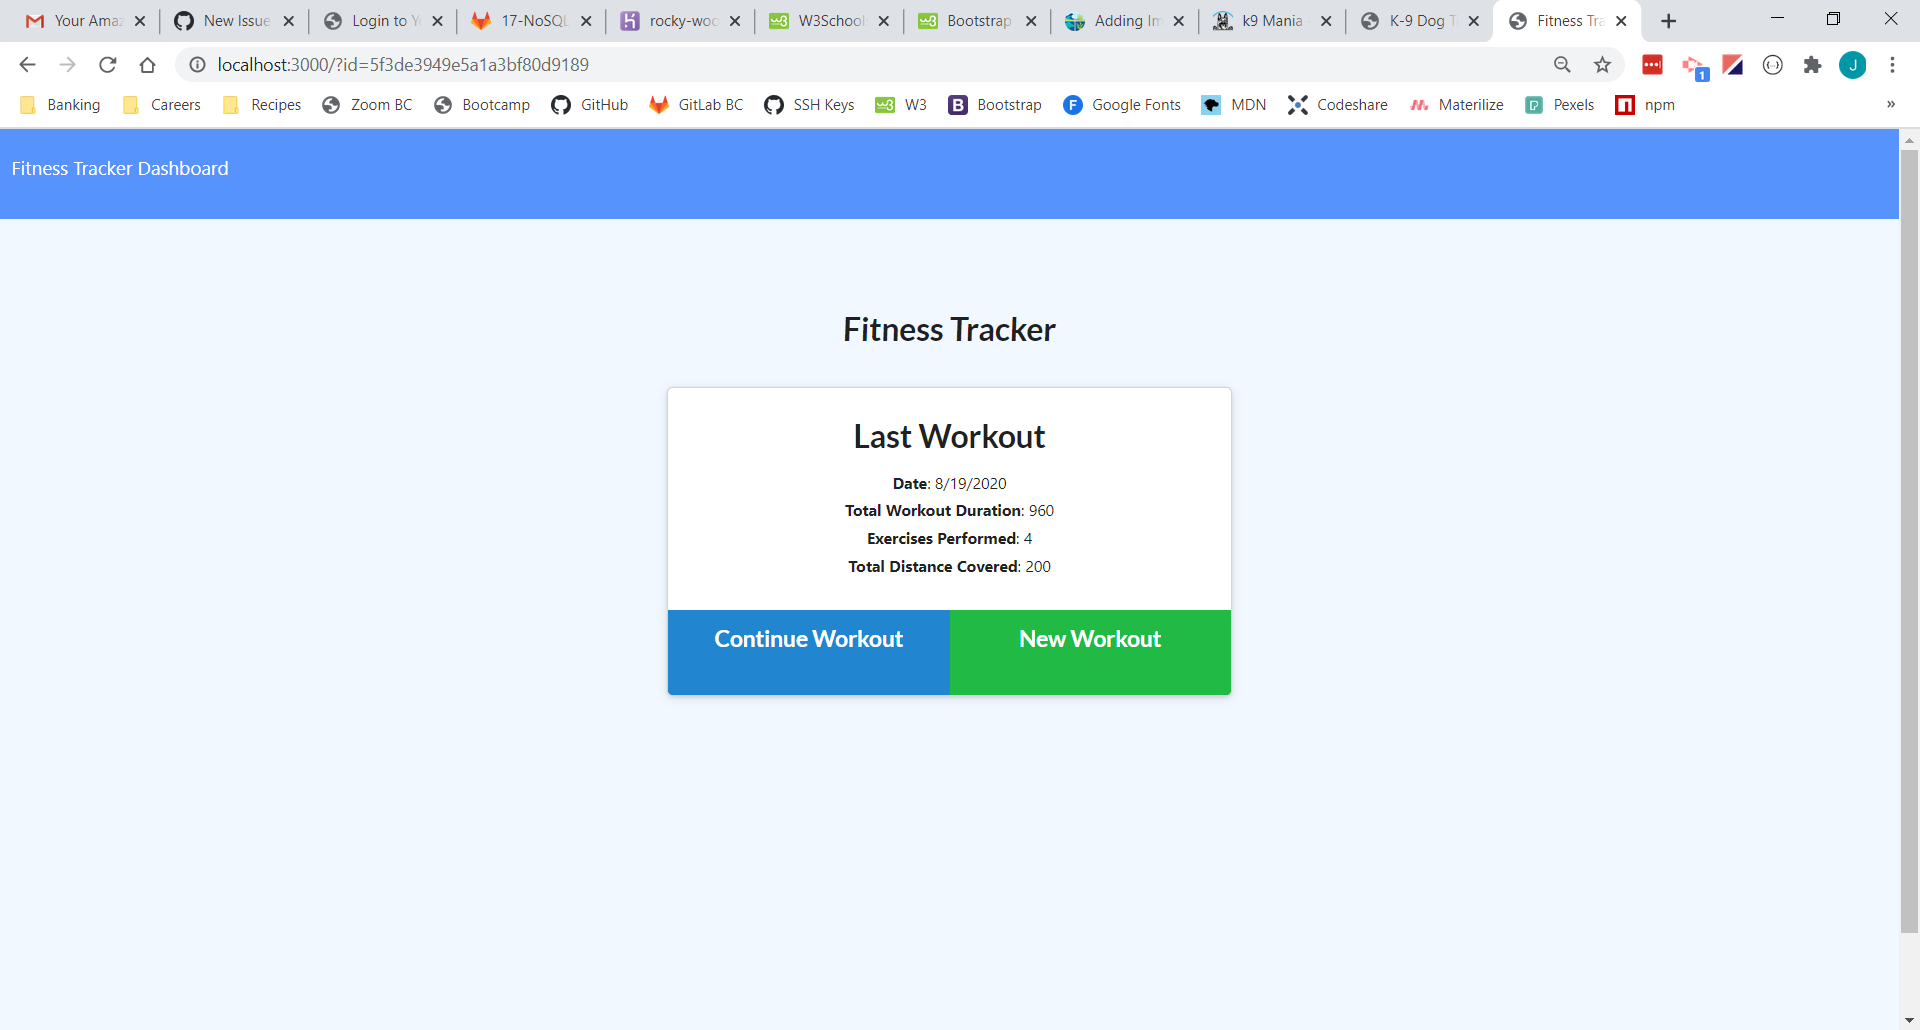 Your Amaz
New Issue
Login to Y
17-NoSQL
rocky-woo
W3School
Bootstrap
Adding Im
k9 Mania
K-9 Dog T
Fitness Tra
localhost:3000/?id=5f3de3949e5a1a3bf80d9189
1
J
Banking
Careers
Recipes
Zoom BC
Bootcamp
GitHub
GitLab BC
SSH Keys
W3
Bootstrap
Google Fonts
MDN
Codeshare
Materilize
Pexels
npm
»
Fitness Tracker Dashboard
Fitness Tracker
Last Workout
Date: 8/19/2020
Total Workout Duration: 960
Exercises Performed: 4
Total Distance Covered: 200
Continue Workout
New Workout